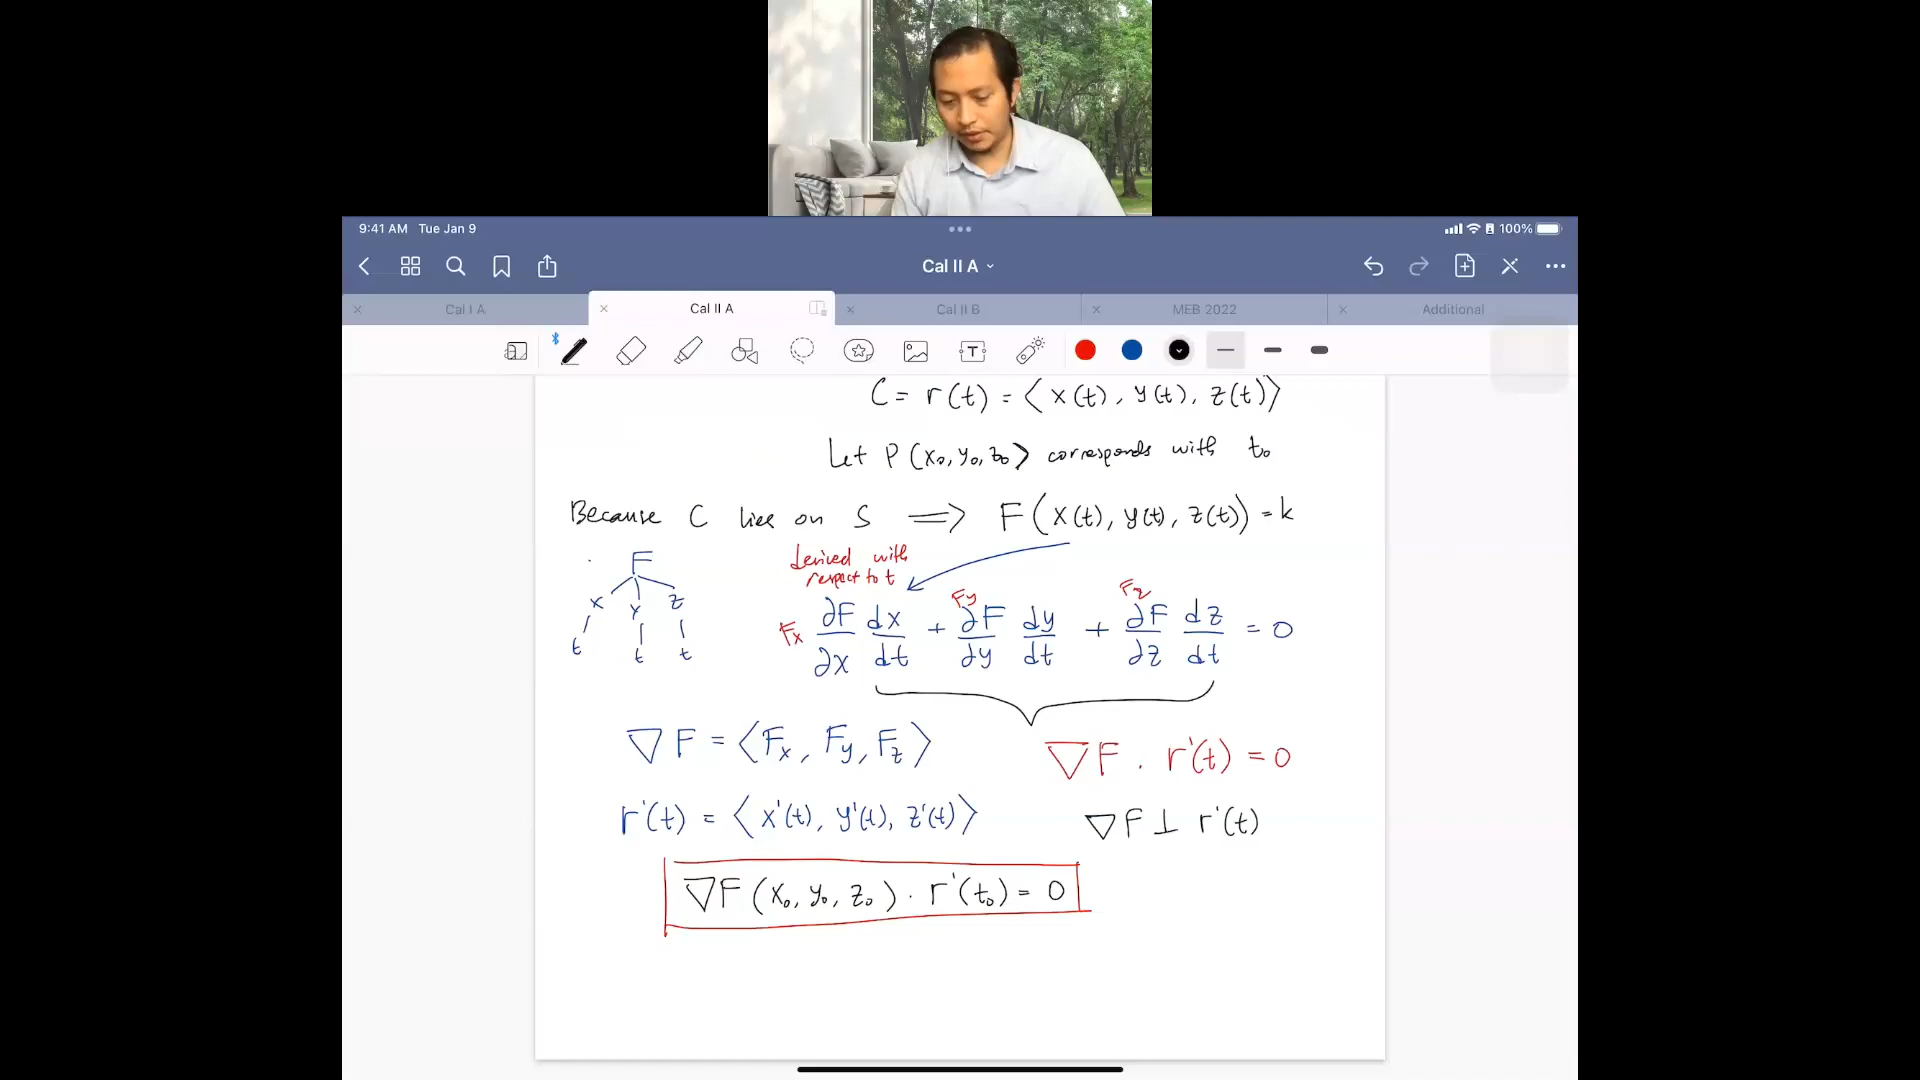 9:41 AM Tue Jan 9
100%
Cal II A
Cal I A
Cal II A
Cal II B
MEB 2022
Additional
C = r(t) = ⟨x(t), y(t), z(t)⟩
Let P(x₀, y₀, z₀) corresponds with t₀
Because C lies on S ⟹ F(x(t), y(t), z(t)) = k
derived with
respect to t
F
x y z
t t t
Fx ∂F/∂x dx/dt + Fy ∂F/∂y dy/dt + Fz ∂F/∂z dz/dt = 0
∇F = ⟨Fx, Fy, Fz⟩
∇F · r'(t) = 0
r'(t) = ⟨x'(t), y'(t), z'(t)⟩
∇F ⊥ r'(t)
∇F(x₀, y₀, z₀) · r'(t₀) = 0